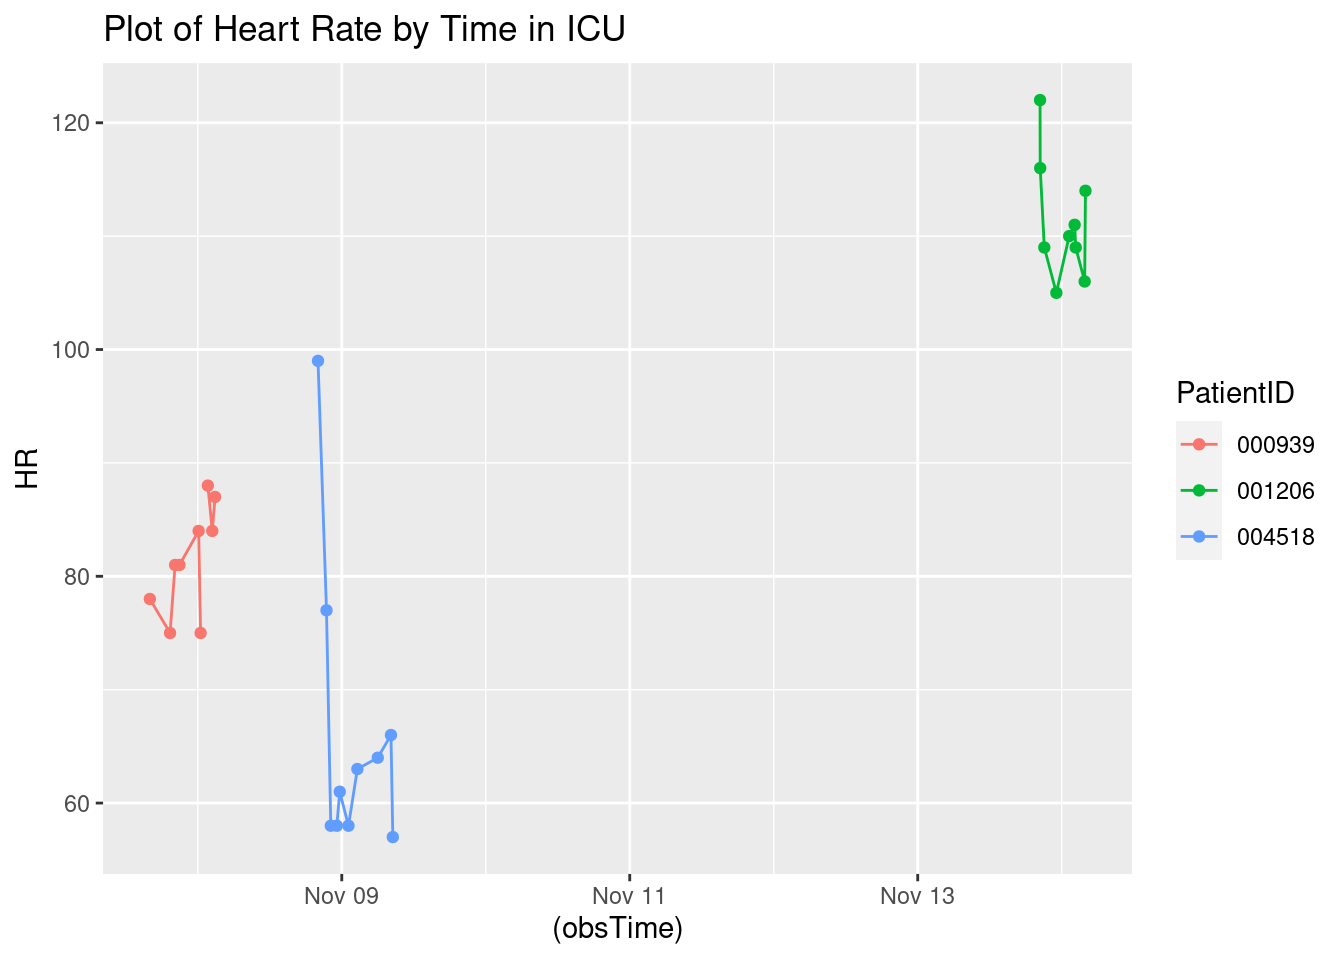 Plot of Heart Rate by Time in ICU
120
100
80
60
HR
Nov 09
Nov 11
Nov 13
(obsTime)
PatientID
000939
001206
004518